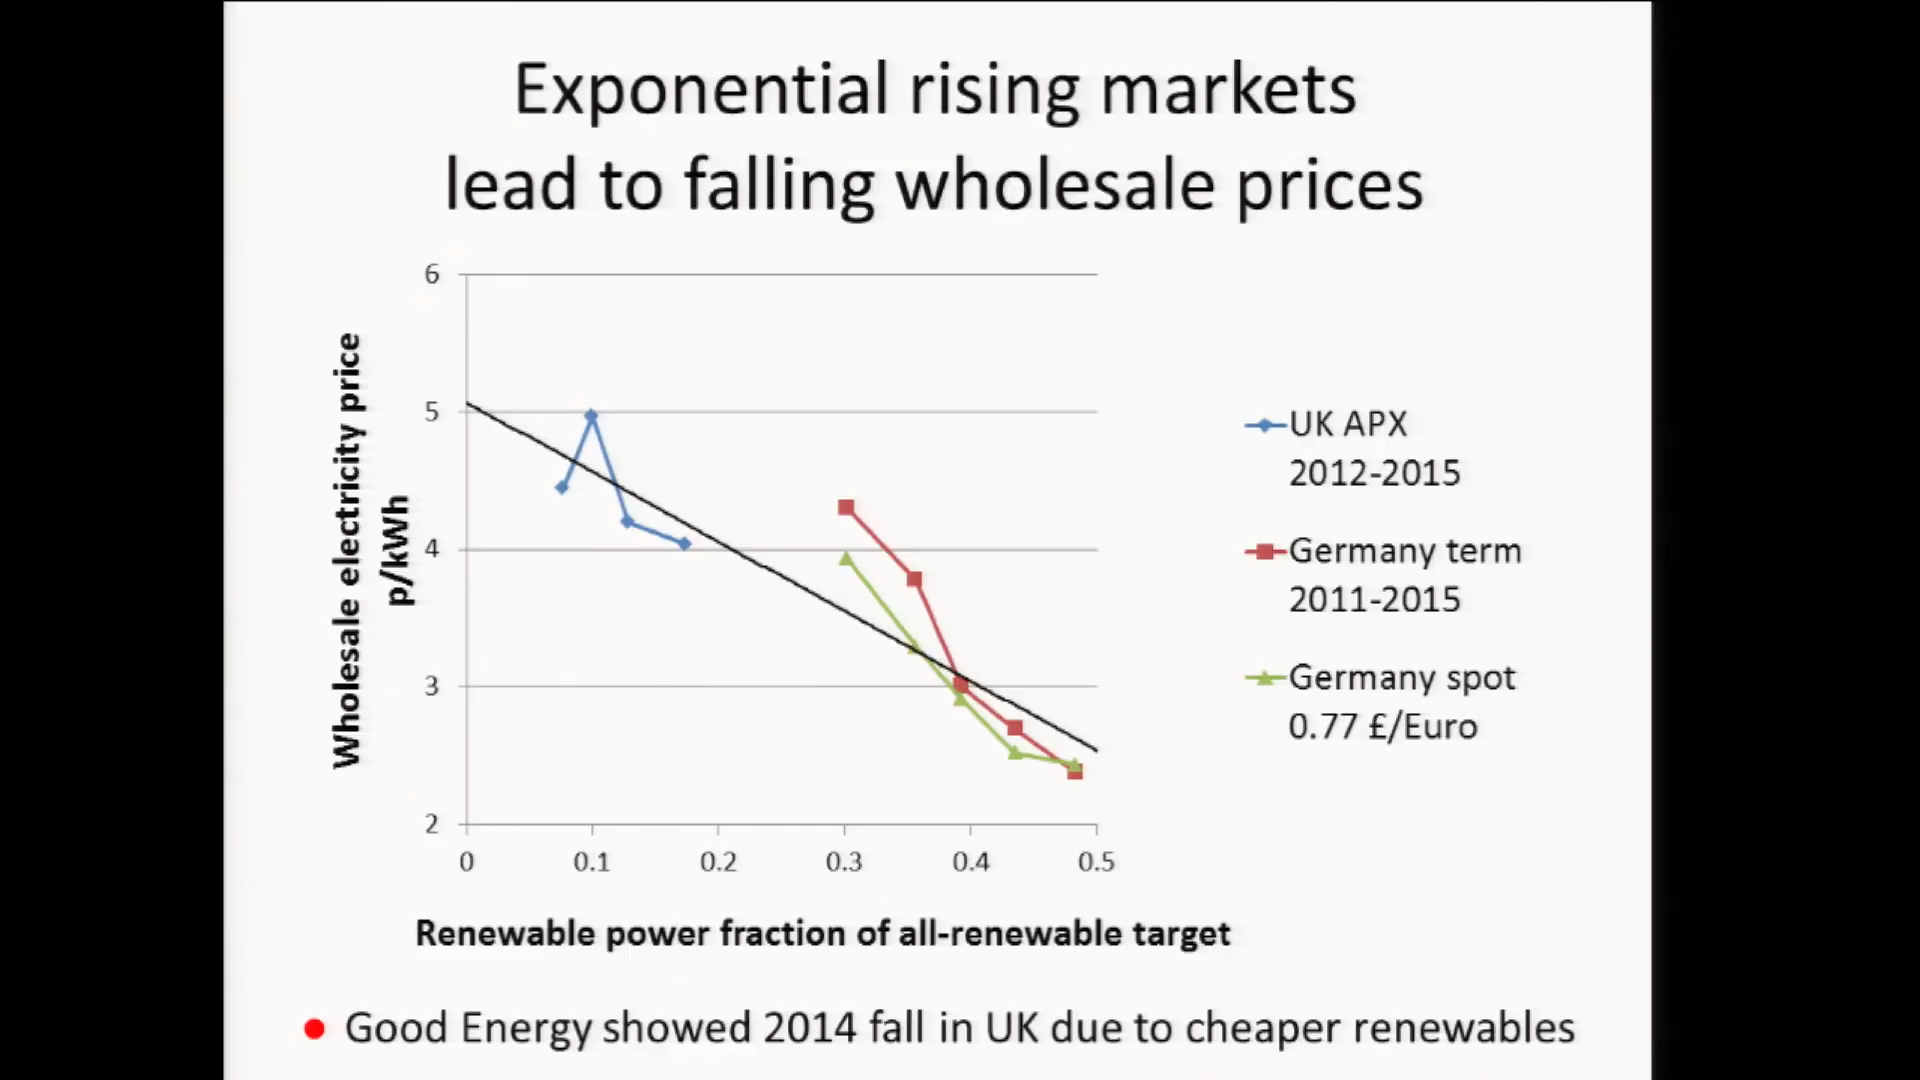 Exponential rising markets
lead to falling wholesale prices
Wholesale electricity price
p/kWh
6
5
4
3
2
0
0.1
0.2
0.3
0.4
0.5
Renewable power fraction of all-renewable target
UK APX
2012-2015
Germany term
2011-2015
Germany spot
0.77 £/Euro
Good Energy showed 2014 fall in UK due to cheaper renewables